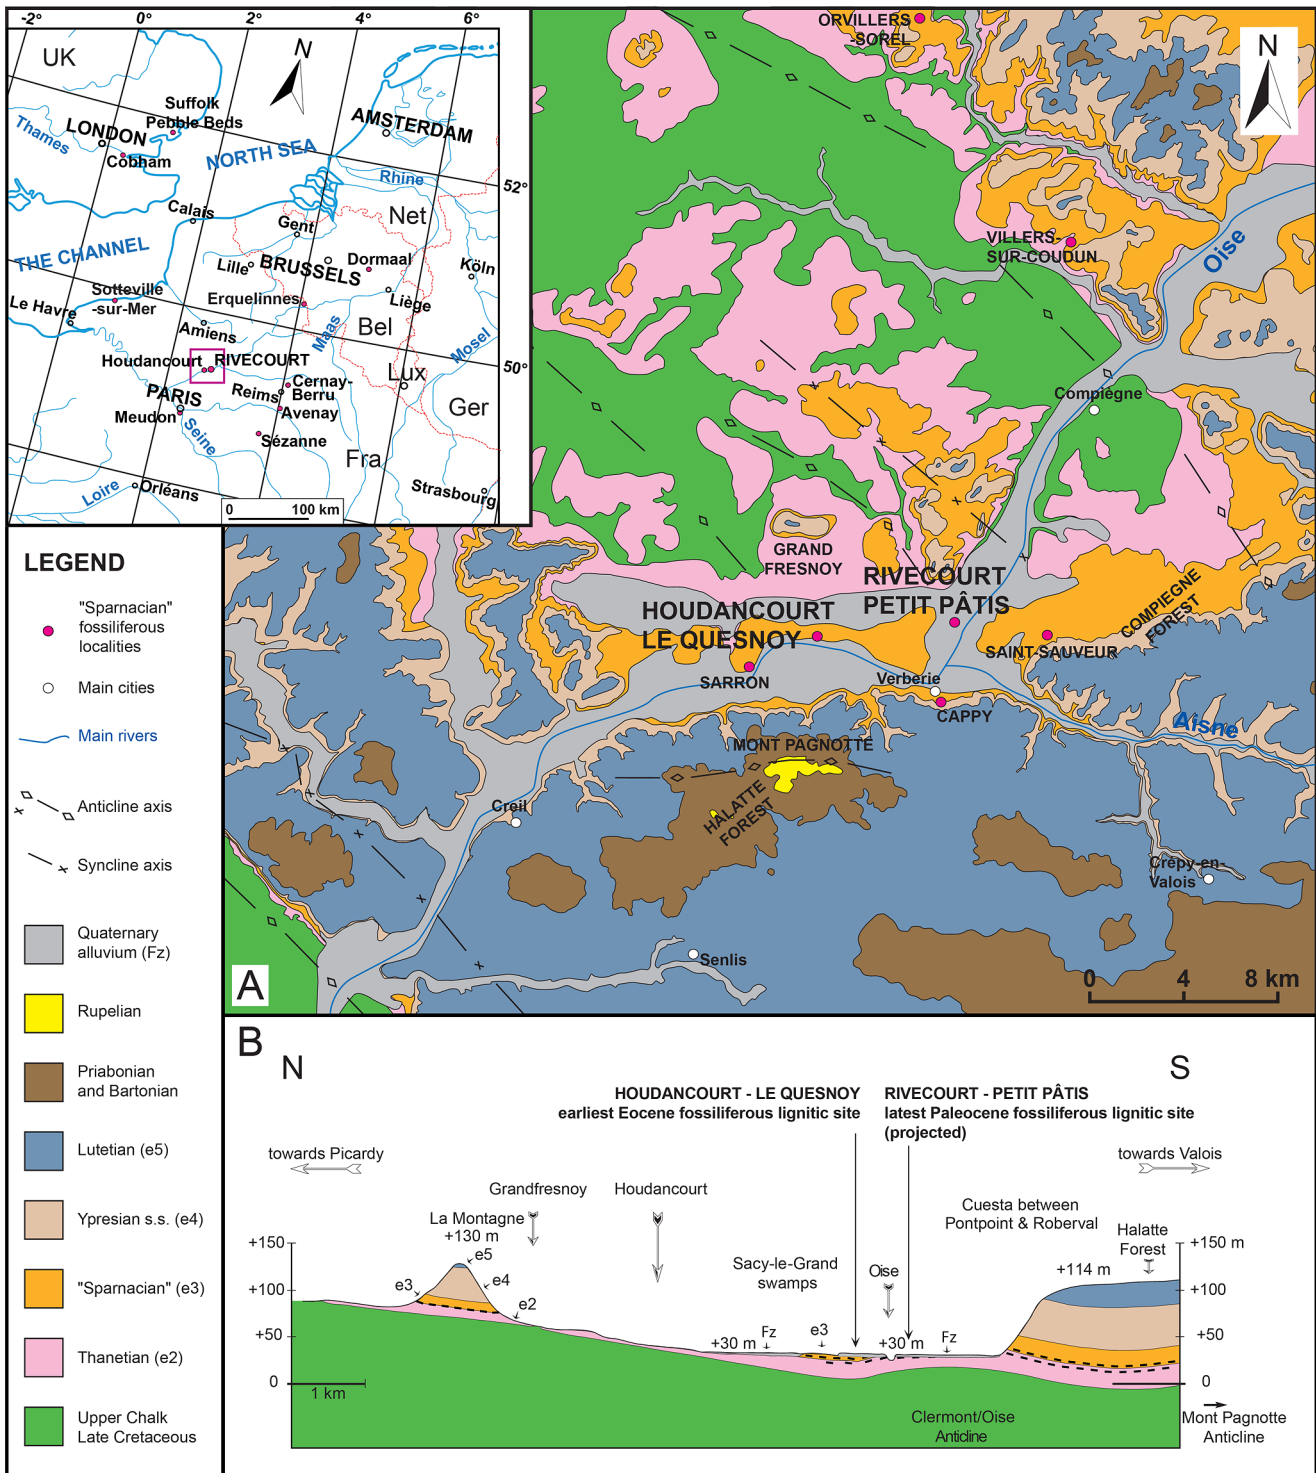 -2°
0°
2°
4°
6°
UK
N
Suffolk
Pebble Beds
AMSTERDAM
Thames
LONDON
NORTH SEA
Cobham
Rhine
52°
Calais
Net
Gent
THE CHANNEL
Lille
BRUSSELS
Dormaal
Köln
Sotteville
-sur-Mer
Erquelinnes
Liège
Le Havre
Maas
Bel
Amiens
Mosel
Houdancourt
RIVECOURT
50°
Lux
PARIS
Reims
Cernay-
Berru
Ger
Meudon
Avenay
Seine
Sézanne
Fra
Loire
Orléans
Strasbourg
0
100 km
ORVILLERS
-SOREL
N
VILLERS-
SUR-COUDUN
Oise
Compiègne
GRAND
FRESNOY
RIVECOURT
PETIT PÂTIS
COMPIEGNE
FOREST
HOUDANCOURT
LE QUESNOY
SAINT-SAUVEUR
SARRON
Verberie
CAPPY
Aisne
MONT PAGNOTTE
HALATTE
FOREST
Creil
Crépy-en-
Valois
Senlis
A
0
4
8 km
LEGEND
"Sparnacian"
fossiliferous
localities
Main cities
Main rivers
Anticline axis
Syncline axis
Quaternary
alluvium (Fz)
Rupelian
Priabonian
and Bartonian
Lutetian (e5)
Ypresian s.s. (e4)
"Sparnacian" (e3)
Thanetian (e2)
Upper Chalk
Late Cretaceous
B
N
S
HOUDANCOURT - LE QUESNOY
earliest Eocene fossiliferous lignitic site
RIVECOURT - PETIT PÂTIS
latest Paleocene fossiliferous lignitic site
(projected)
towards Picardy
towards Valois
Grandfresnoy
Houdancourt
La Montagne
+130 m
Cuesta between
Pontpoint & Roberval
Halatte
Forest
+150
+100
+50
0
e5
e3
e4
e2
Sacy-le-Grand
swamps
Oise
+114 m
+150 m
+100
+50
0
+30 m
Fz
e3
+30 m
Fz
1 km
Clermont/Oise
Anticline
Mont Pagnotte
Anticline